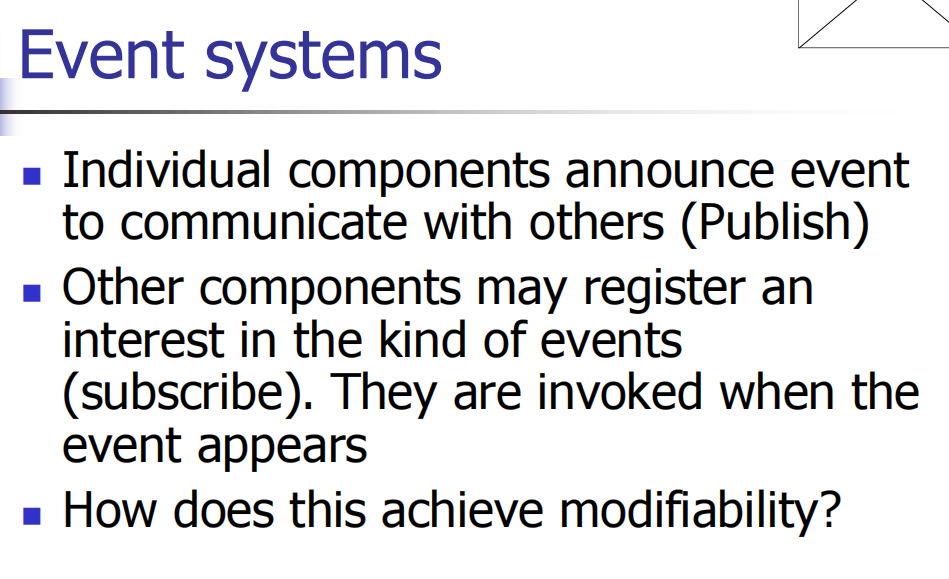 Event systems
Individual components announce event
to communicate with others (Publish)
Other components may register an
interest in the kind of events
(subscribe). They are invoked when the
event appears
How does this achieve modifiability?